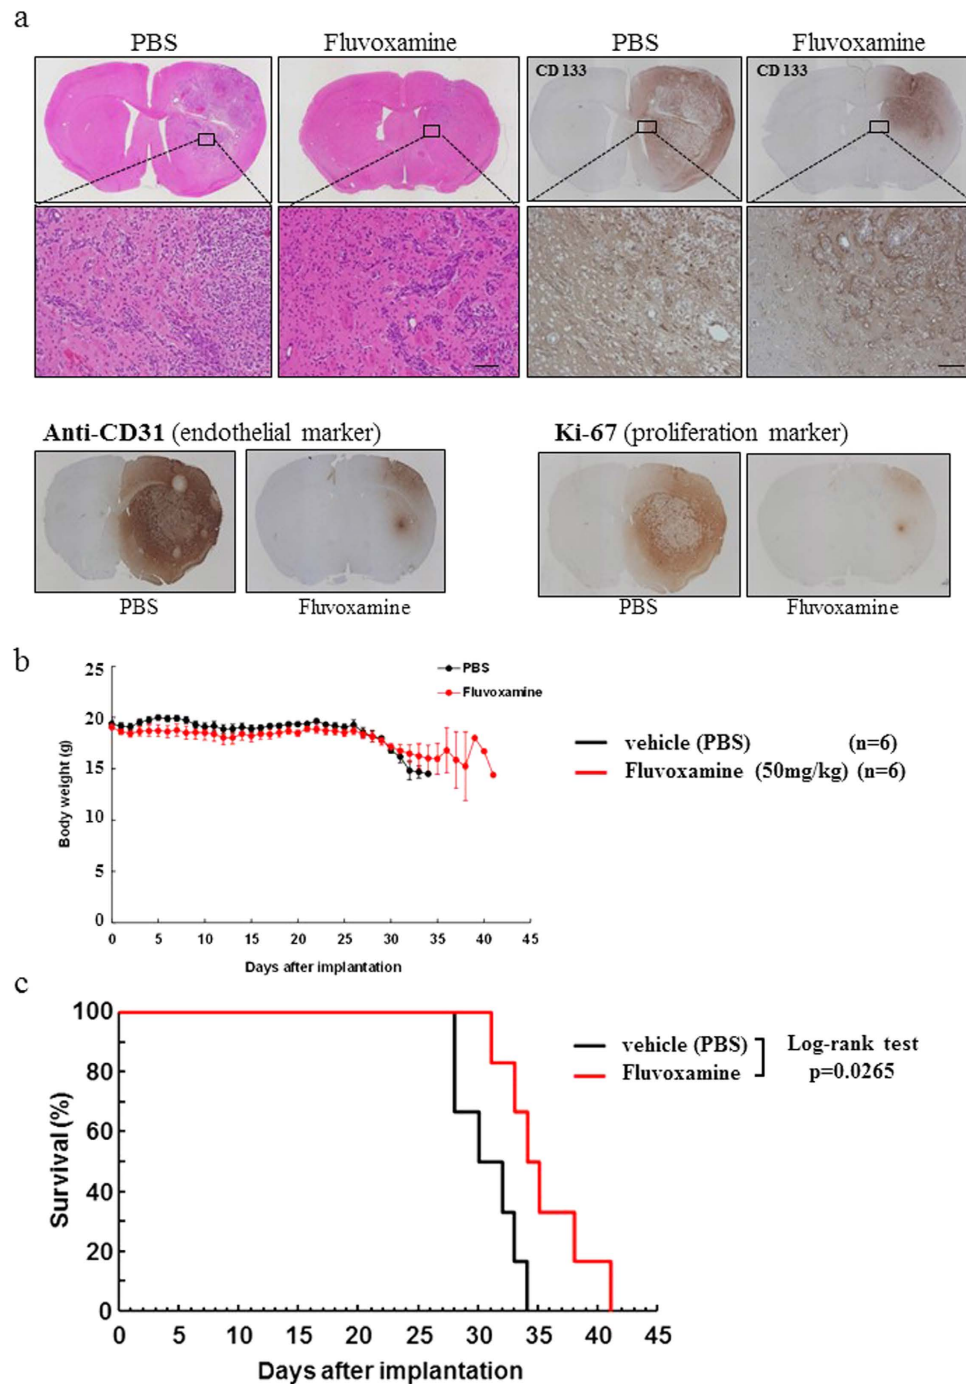 a
PBS
Fluvoxamine
PBS
Fluvoxamine
CD 133
CD 133
Anti-CD31 (endothelial marker)
Ki-67 (proliferation marker)
PBS
Fluvoxamine
PBS
Fluvoxamine
b
25
20
15
10
5
0
Body weight (g)
PBS
Fluvoxamine
0 5 10 15 20 25 30 35 40 45
Days after implantation
vehicle (PBS) (n=6)
Fluvoxamine (50mg/kg) (n=6)
c
100
80
60
40
20
0
Survival (%)
0 5 10 15 20 25 30 35 40 45
Days after implantation
vehicle (PBS)
Fluvoxamine
Log-rank test
p=0.0265